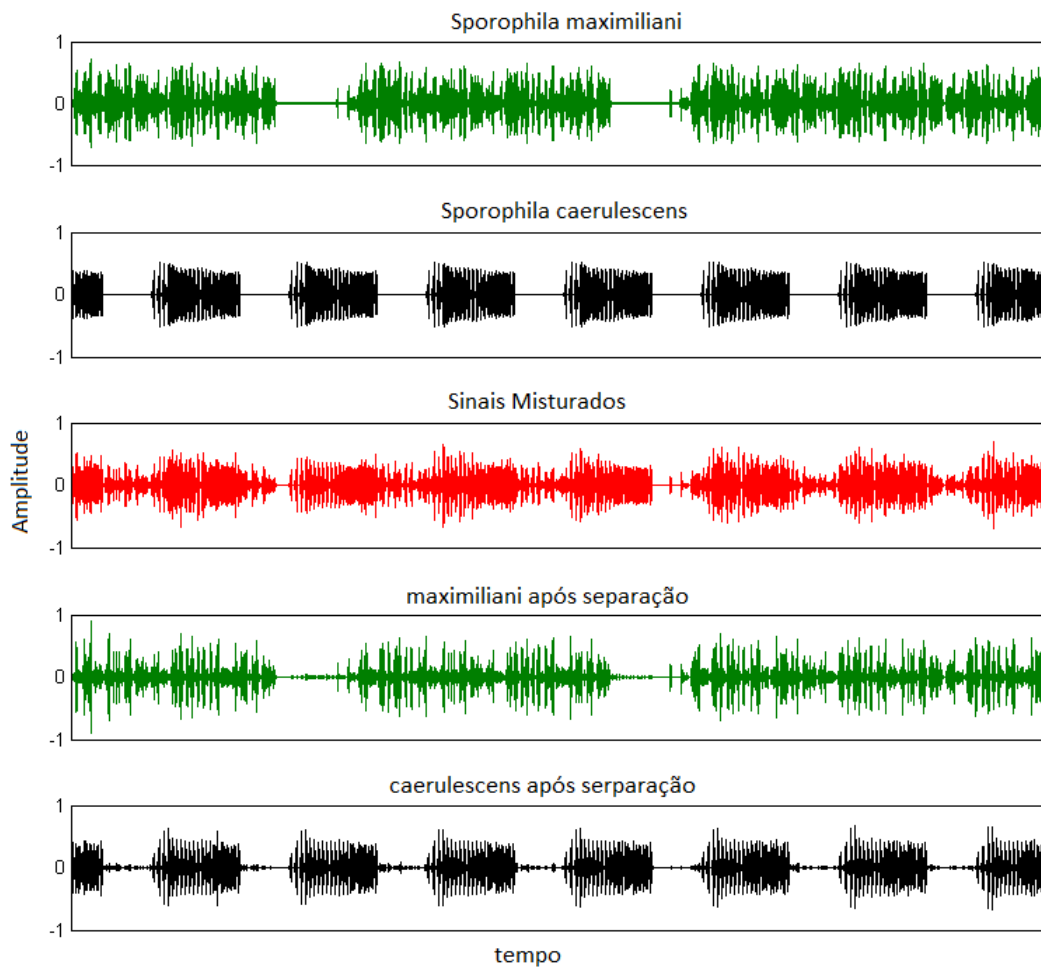 Sporophila maximiliani
1
0
-1
Sporophila caerulescens
1
0
-1
Sinais Misturados
1
0
-1
Amplitude
maximiliani após separação
1
0
-1
caerulescens após serparação
1
0
-1
tempo